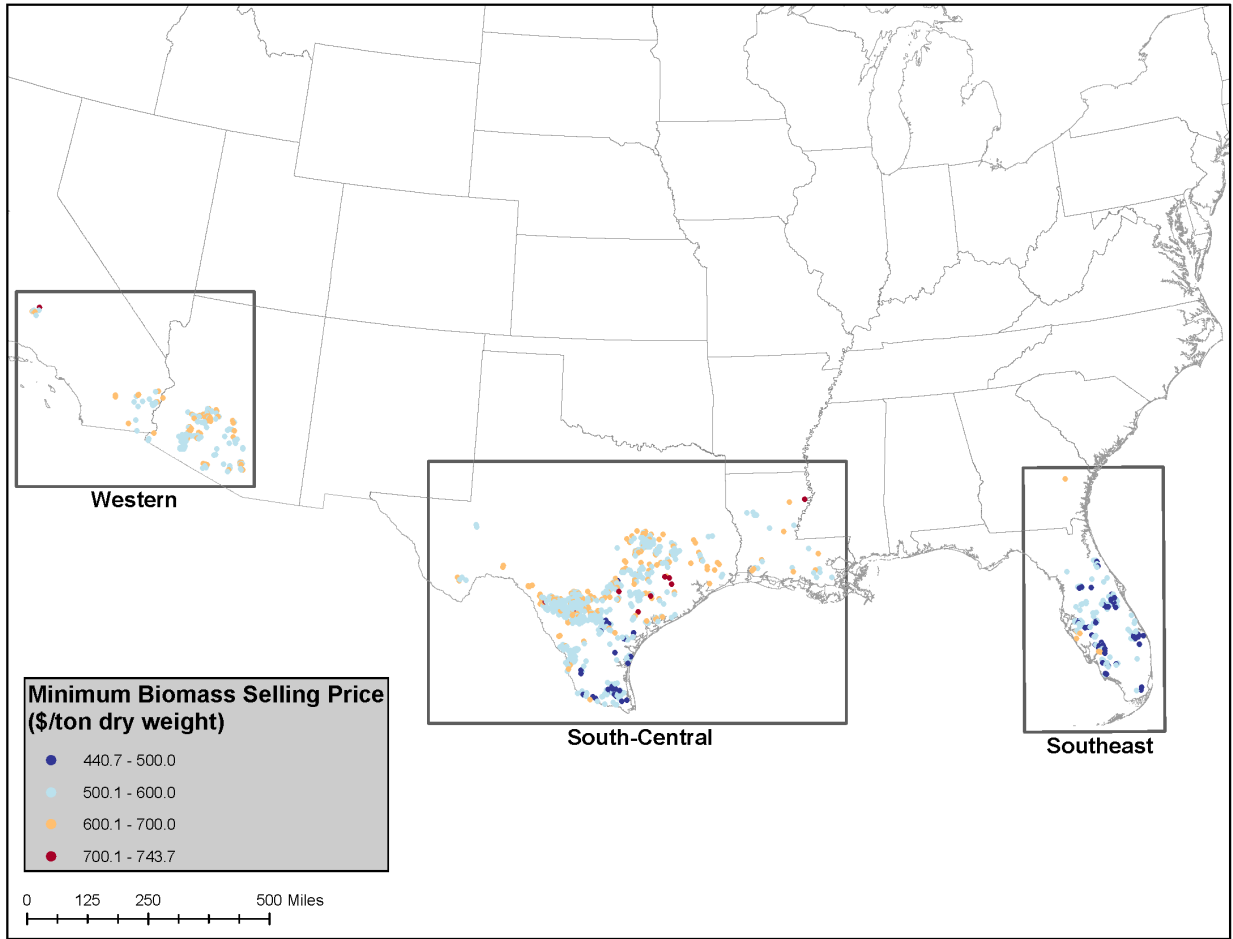 Western
South-Central
Southeast
Minimum Biomass Selling Price
($/ton dry weight)
440.7 - 500.0
500.1 - 600.0
600.1 - 700.0
700.1 - 743.7
0 125 250 500 Miles